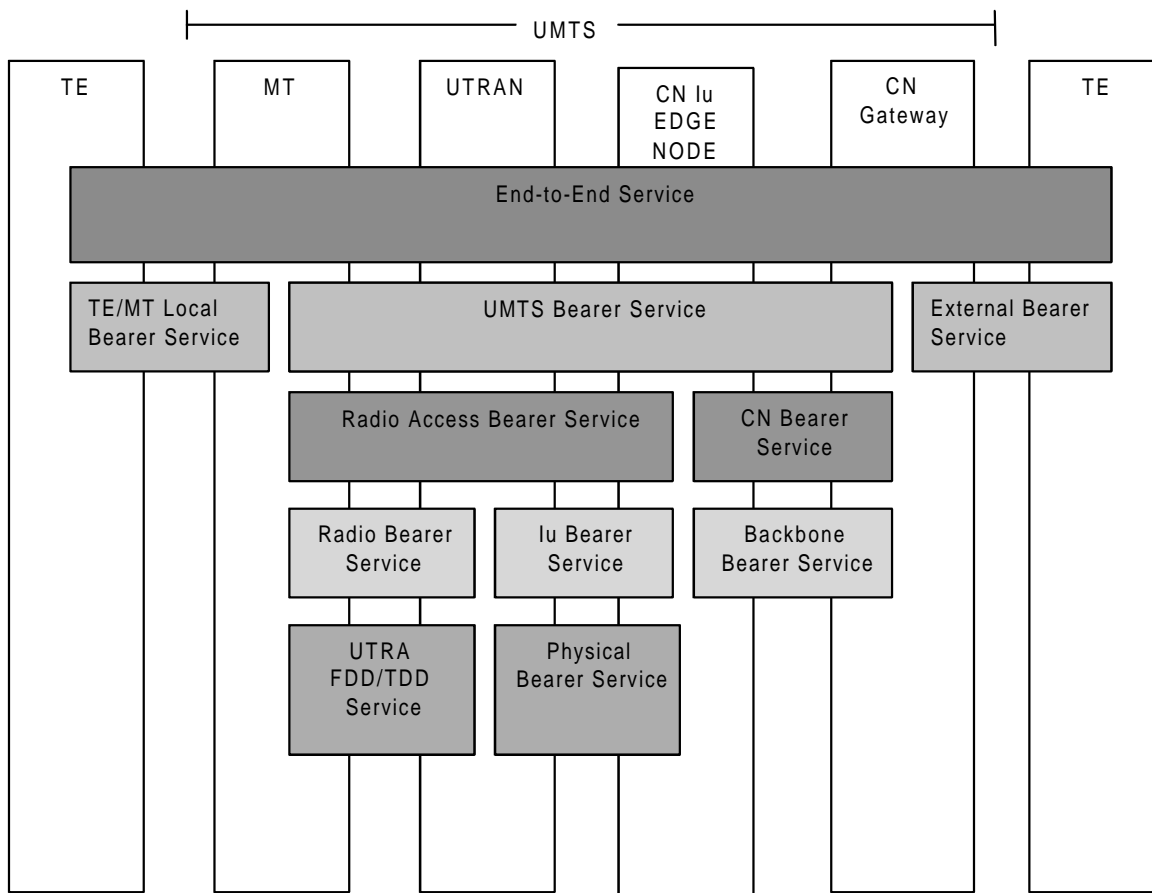 UMTS
TE
MT
UTRAN
CN Iu
EDGE
NODE
CN
Gateway
TE
End-to-End Service
TE/MT Local
Bearer Service
UMTS Bearer Service
External Bearer
Service
Radio Access Bearer Service
CN Bearer
Service
Radio Bearer
Service
Iu Bearer
Service
Backbone
Bearer Service
UTRA
FDD/TDD
Service
Physical
Bearer Service